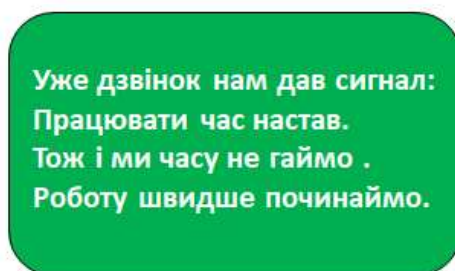 Уже дзвінок нам дав сигнал:
Працювати час настав.
Тож і ми часу не гаймо .
Роботу швидше починаймо.